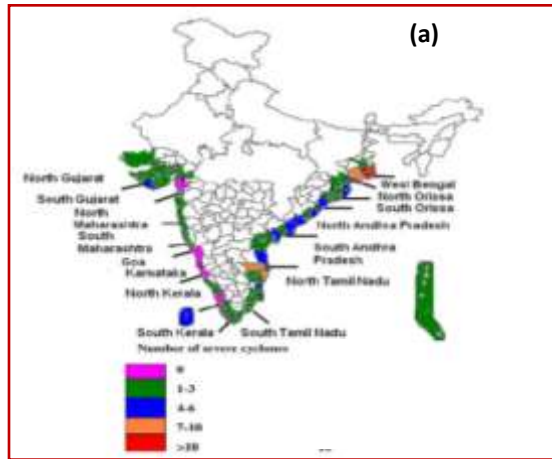 (a)
North Gujarat
South Gujarat
North
Maharashtra
South
Maharashtra
Goa
Karnataka
North Kerala
South Kerala
West Bengal
North Orissa
South Orissa
North Andhra Pradesh
South Andhra
Pradesh
North Tamil Nadu
South Tamil Nadu
Number of severe cyclones
0
1-3
4-6
7-10
>10